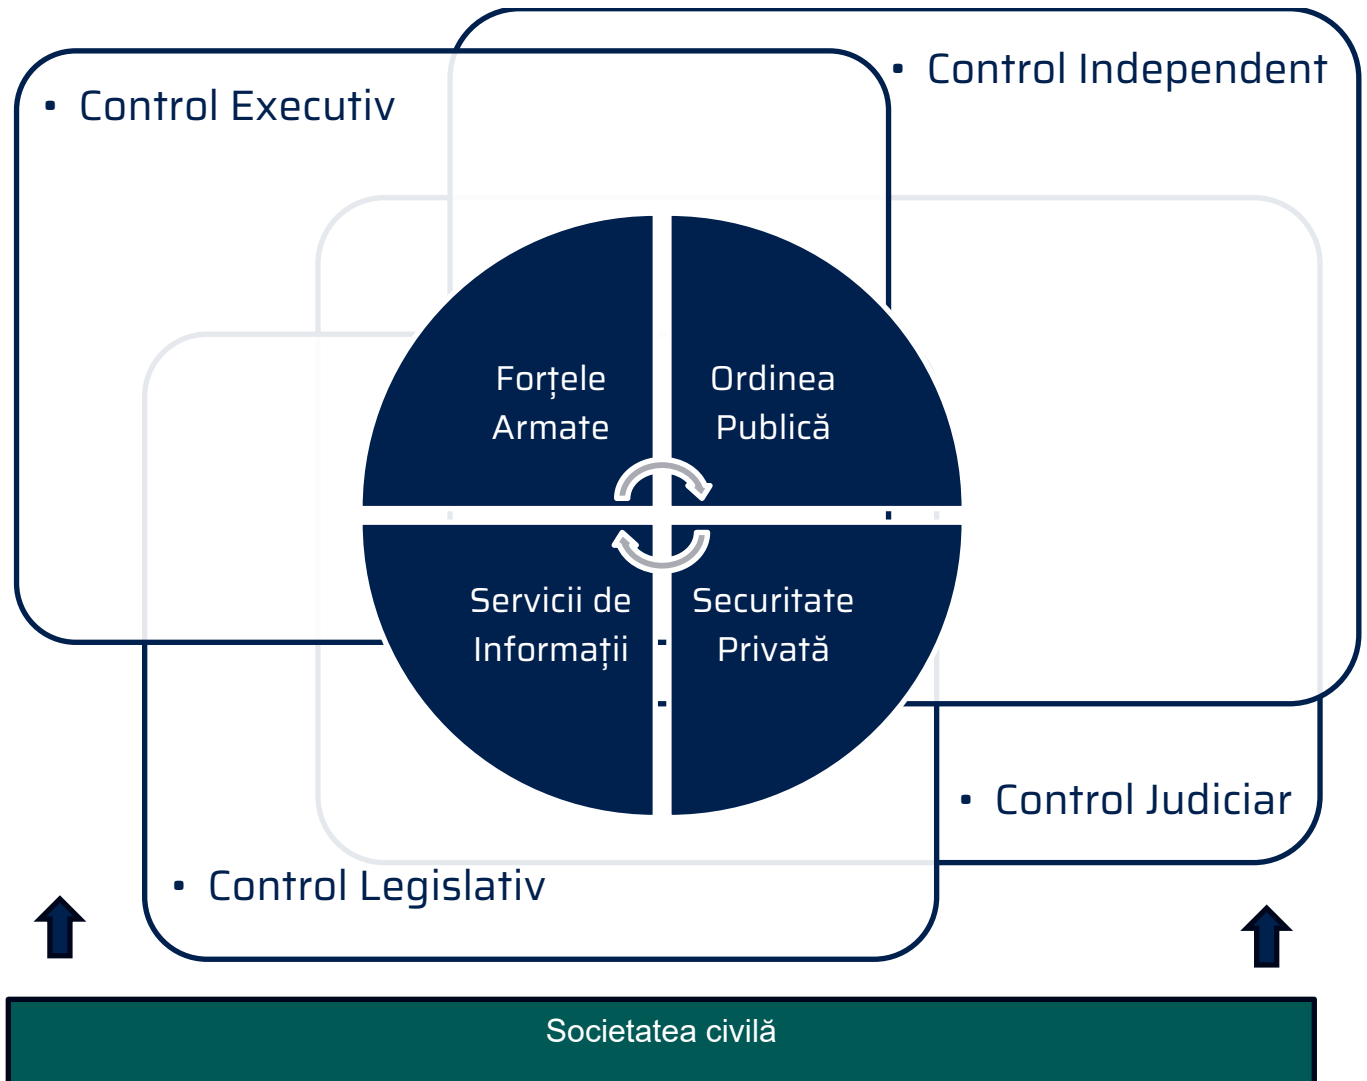 • Control Independent
• Control Executiv
Forțele
Armate
Ordinea
Publică
Servicii de
Informații
Securitate
Privată
• Control Judiciar
• Control Legislativ
Societatea civilă